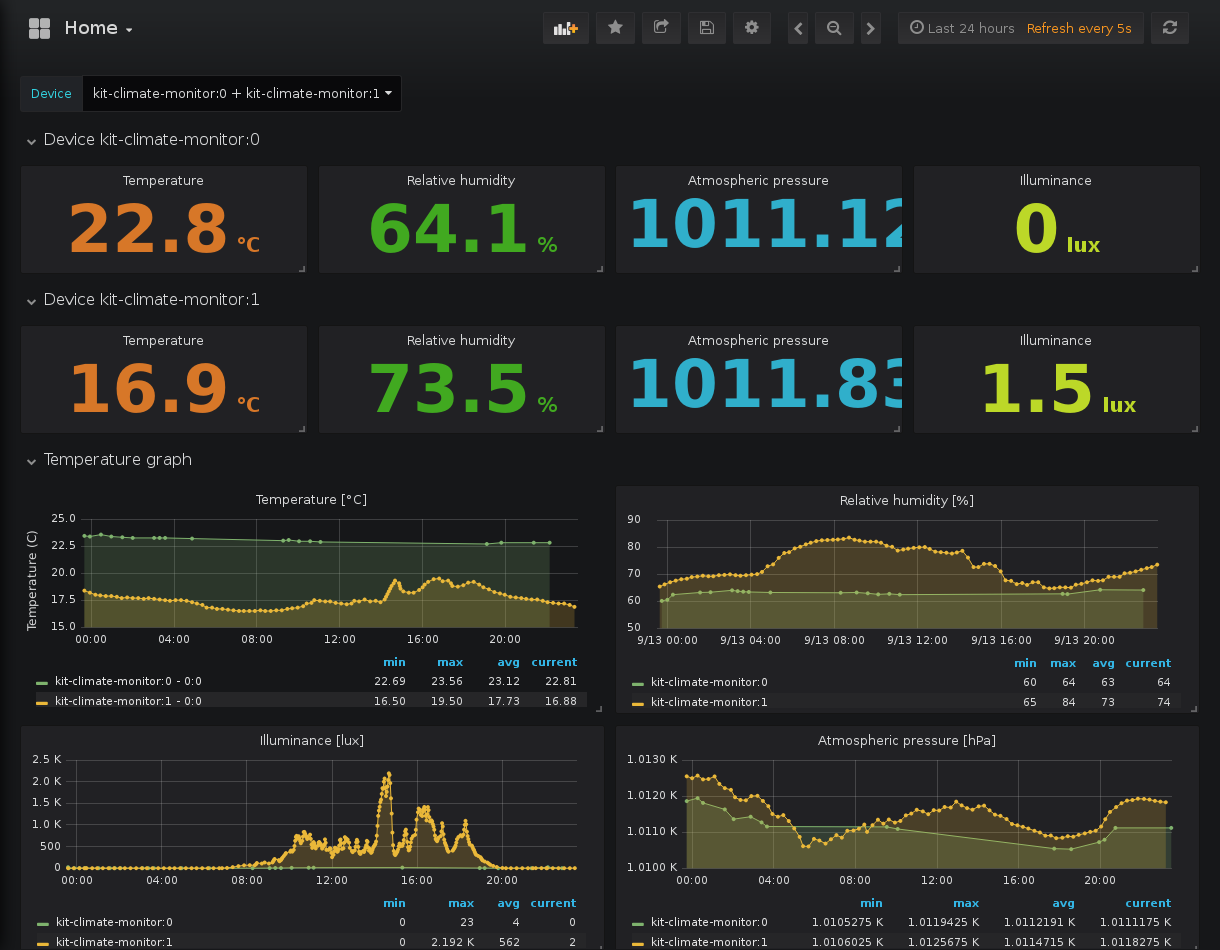 Home
Last 24 hours Refresh every 5s
Device kit-climate-monitor:0 + kit-climate-monitor:1
Device kit-climate-monitor:0
Temperature
22.8 °C
Relative humidity
64.1 %
Atmospheric pressure
1011.12
Illuminance
0 lux
Device kit-climate-monitor:1
Temperature
16.9 °C
Relative humidity
73.5 %
Atmospheric pressure
1011.83
Illuminance
1.5 lux
Temperature graph
Temperature [°C]
Temperature (C)
25.0
22.5
20.0
17.5
15.0
00:00 04:00 08:00 12:00 16:00 20:00
min max avg current
kit-climate-monitor:0 - 0:0 22.69 23.56 23.12 22.81
kit-climate-monitor:1 - 0:0 16.50 19.50 17.73 16.88
Relative humidity [%]
90
80
70
60
50
9/13 00:00 9/13 04:00 9/13 08:00 9/13 12:00 9/13 16:00 9/13 20:00
min max avg current
kit-climate-monitor:0 60 64 63 64
kit-climate-monitor:1 65 84 73 74
Illuminance [lux]
2.5 K
2.0 K
1.5 K
1.0 K
500
0
00:00 04:00 08:00 12:00 16:00 20:00
min max avg current
kit-climate-monitor:0 0 23 4 0
kit-climate-monitor:1 0 2.192 K 562 2
Atmospheric pressure [hPa]
1.0130 K
1.0120 K
1.0110 K
1.0100 K
00:00 04:00 08:00 12:00 16:00 20:00
min max avg current
kit-climate-monitor:0 1.0105275 K 1.0119425 K 1.0112191 K 1.0111175 K
kit-climate-monitor:1 1.0106025 K 1.0125675 K 1.0114715 K 1.0118275 K